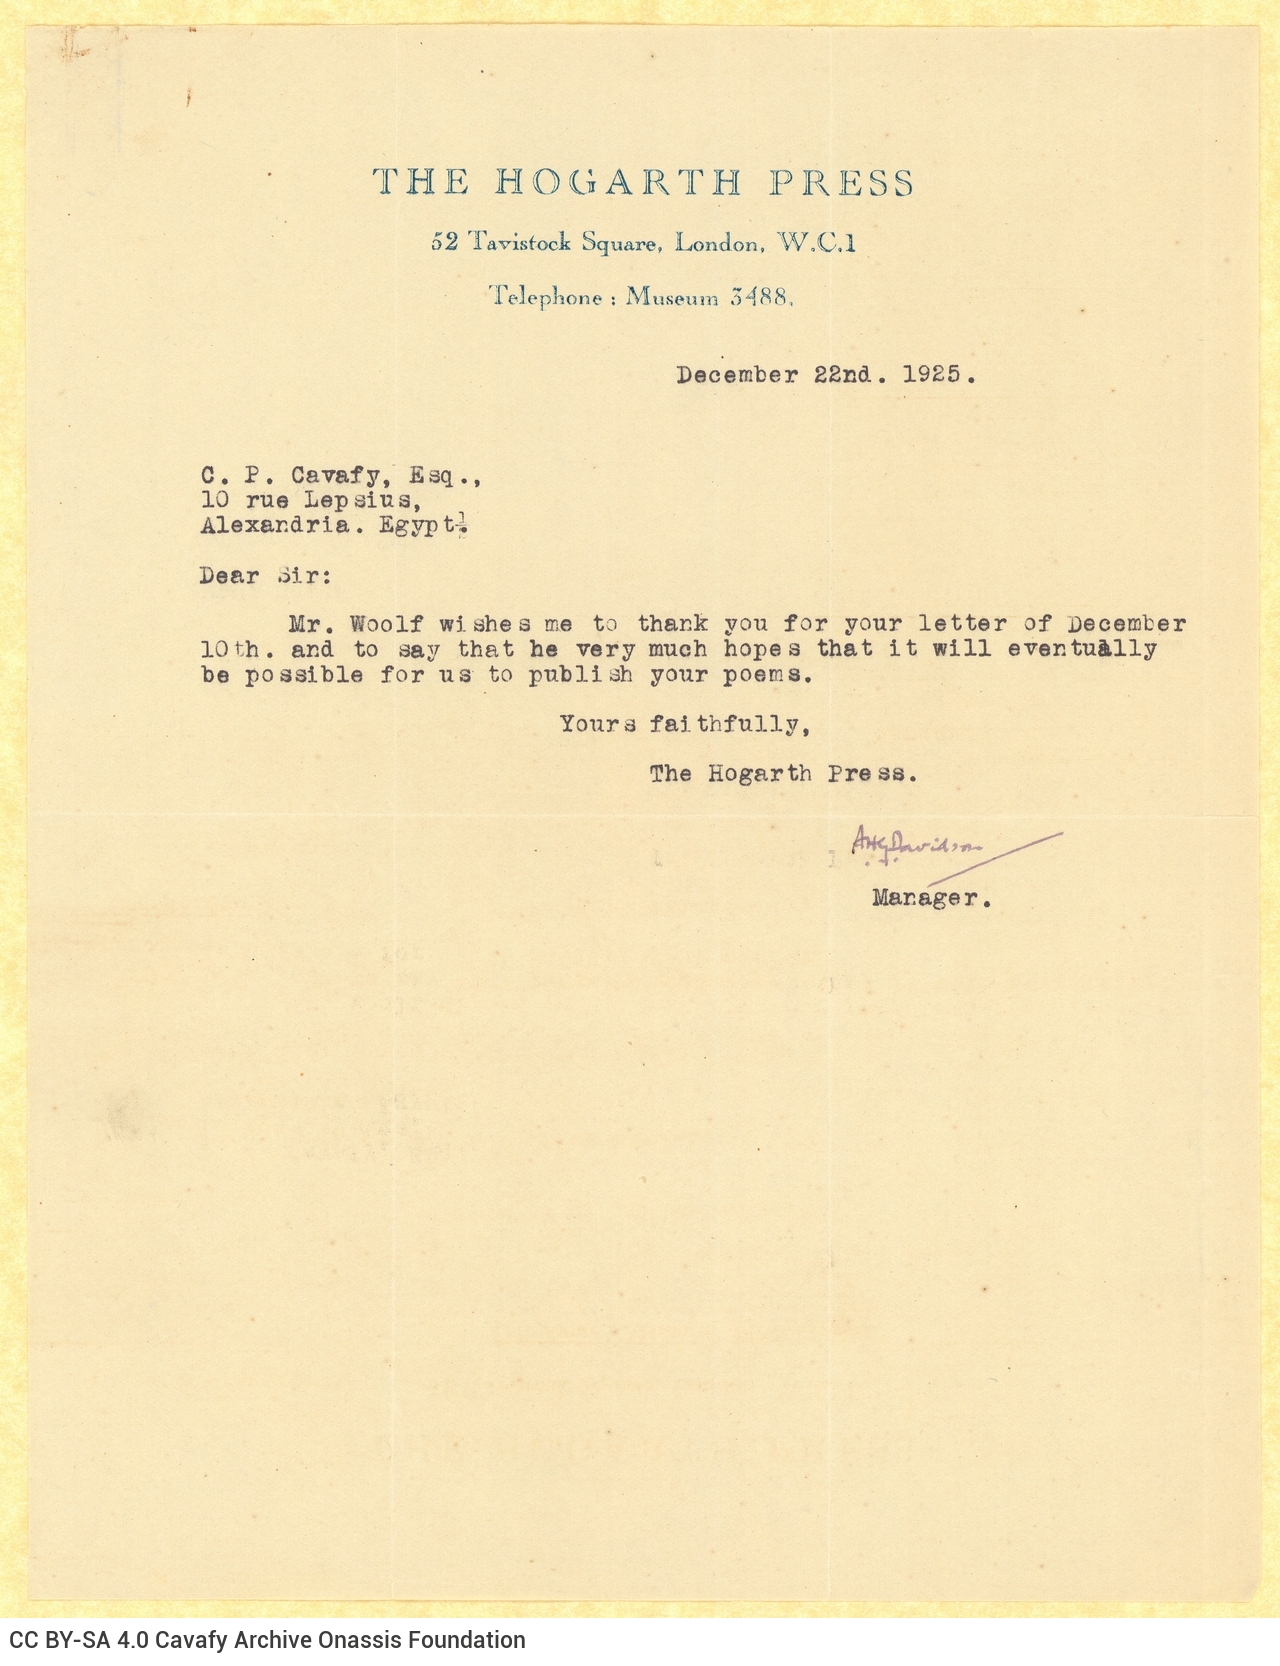 THE HOGARTH PRESS
52 Tavistock Square, London, W.C.1
Telephone : Museum 3488.
December 22nd. 1925.
C. P. Cavafy, Esq.,
10 rue Lepsius,
Alexandria. Egypt.
Dear Sir:
Mr. Woolf wishes me to thank you for your letter of December
10th. and to say that he very much hopes that it will eventually
be possible for us to publish your poems.
Yours faithfully,
The Hogarth Press.
Davidson
Manager.
CC BY-SA 4.0 Cavafy Archive Onassis Foundation